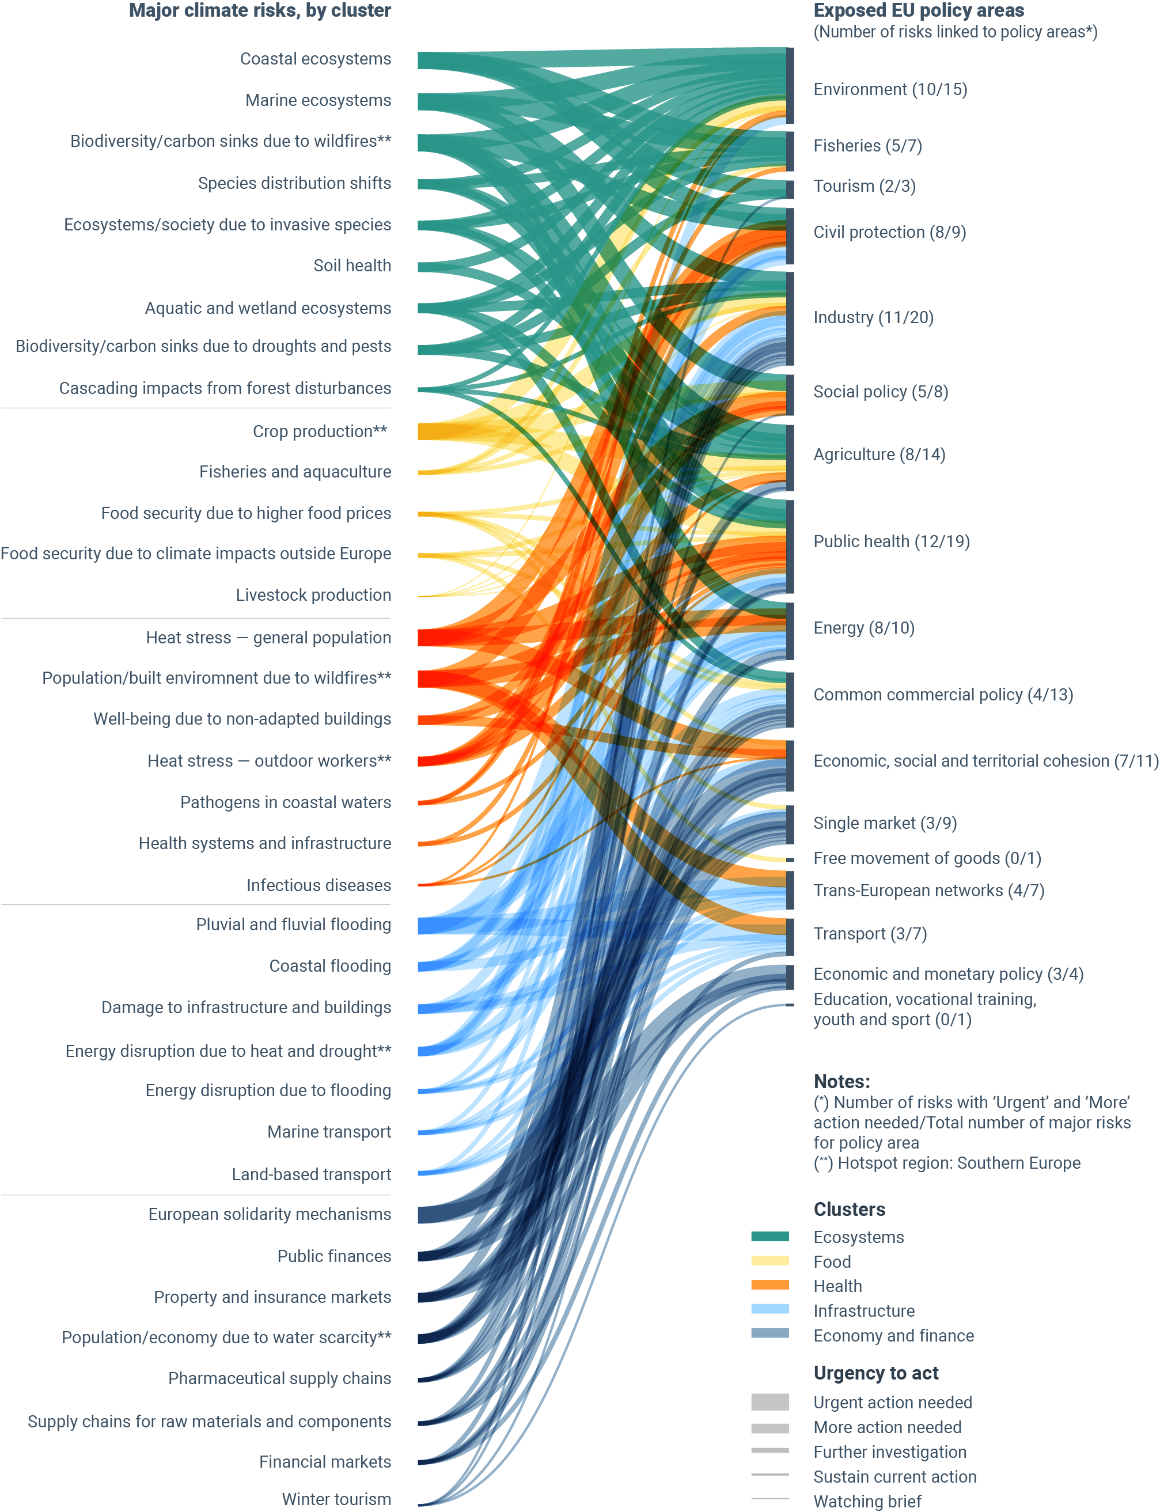 Major climate risks, by cluster
Coastal ecosystems
Marine ecosystems
Biodiversity/carbon sinks due to wildfires**
Species distribution shifts
Ecosystems/society due to invasive species
Soil health
Aquatic and wetland ecosystems
Biodiversity/carbon sinks due to droughts and pests
Cascading impacts from forest disturbances
Crop production**
Fisheries and aquaculture
Food security due to higher food prices
Food security due to climate impacts outside Europe
Livestock production
Heat stress — general population
Population/built enviromnent due to wildfires**
Well-being due to non-adapted buildings
Heat stress — outdoor workers**
Pathogens in coastal waters
Health systems and infrastructure
Infectious diseases
Pluvial and fluvial flooding
Coastal flooding
Damage to infrastructure and buildings
Energy disruption due to heat and drought**
Energy disruption due to flooding
Marine transport
Land-based transport
European solidarity mechanisms
Public finances
Property and insurance markets
Population/economy due to water scarcity**
Pharmaceutical supply chains
Supply chains for raw materials and components
Financial markets
Winter tourism
Exposed EU policy areas
(Number of risks linked to policy areas*)
Environment (10/15)
Fisheries (5/7)
Tourism (2/3)
Civil protection (8/9)
Industry (11/20)
Social policy (5/8)
Agriculture (8/14)
Public health (12/19)
Energy (8/10)
Common commercial policy (4/13)
Economic, social and territorial cohesion (7/11)
Single market (3/9)
Free movement of goods (0/1)
Trans-European networks (4/7)
Transport (3/7)
Economic and monetary policy (3/4)
Education, vocational training,
youth and sport (0/1)
Notes:
(*) Number of risks with ‘Urgent’ and ‘More’
action needed/Total number of major risks
for policy area
(**) Hotspot region: Southern Europe
Clusters
Ecosystems
Food
Health
Infrastructure
Economy and finance
Urgency to act
Urgent action needed
More action needed
Further investigation
Sustain current action
Watching brief